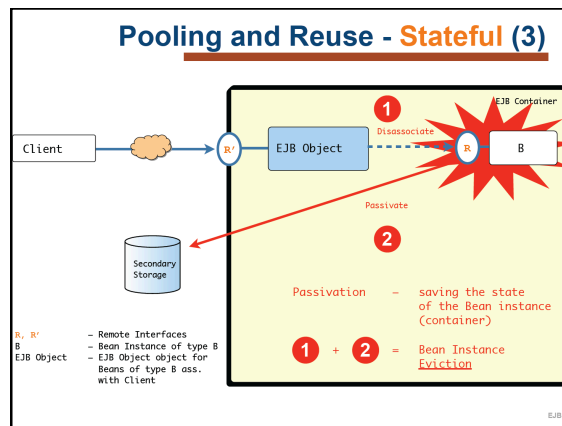 Pooling and Reuse - Stateful (3)
EJB Container
1
Disassociate
Client
R’
EJB Object
R
B
Passivate
2
Secondary
Storage
Passivation – saving the state
of the Bean instance
(container)
R, R’ – Remote Interfaces
B – Bean Instance of type B
EJB Object – EJB Object object for
Beans of type B ass.
with Client
1 + 2 = Bean Instance
Eviction
EJB